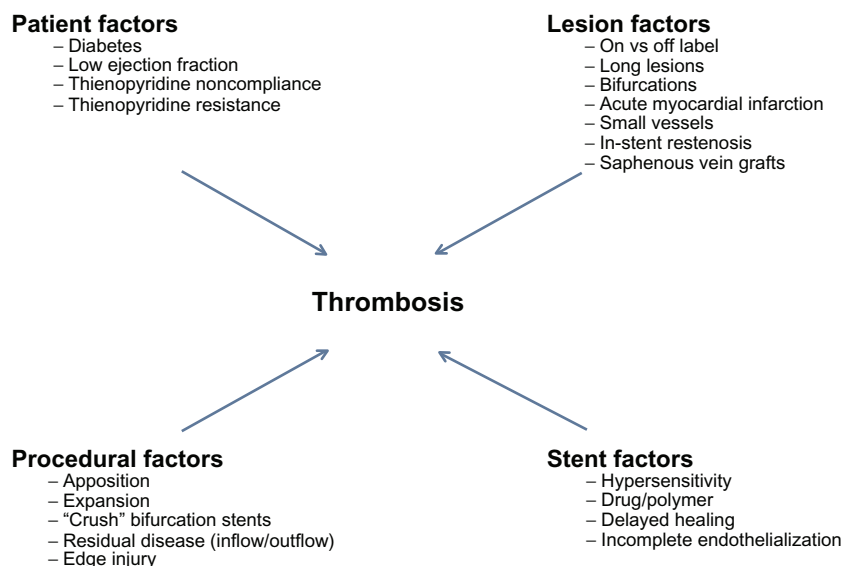 Patient factors
– Diabetes
– Low ejection fraction
– Thienopyridine noncompliance
– Thienopyridine resistance
Lesion factors
– On vs off label
– Long lesions
– Bifurcations
– Acute myocardial infarction
– Small vessels
– In-stent restenosis
– Saphenous vein grafts
Thrombosis
Procedural factors
– Apposition
– Expansion
– “Crush” bifurcation stents
– Residual disease (inflow/outflow)
– Edge injury
Stent factors
– Hypersensitivity
– Drug/polymer
– Delayed healing
– Incomplete endothelialization